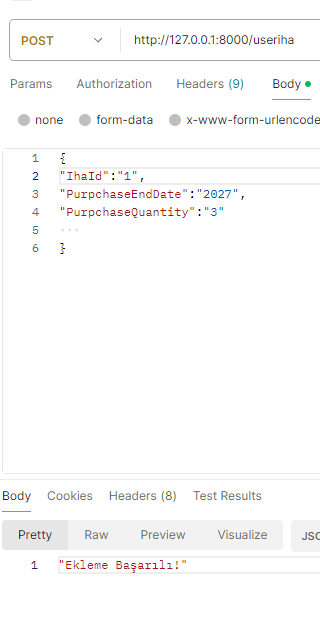 POST http://127.0.0.1:8000/useriha
Params Authorization Headers (9) Body
none form-data x-www-form-urlencode
1 {
2 "IhaId":"1",
3 "PurpchaseEndDate":"2027",
4 "PurpchaseQuantity":"3"
5 ...
6 }
Body Cookies Headers (8) Test Results
Pretty Raw Preview Visualize JSC
1 "Ekleme Başarılı!"